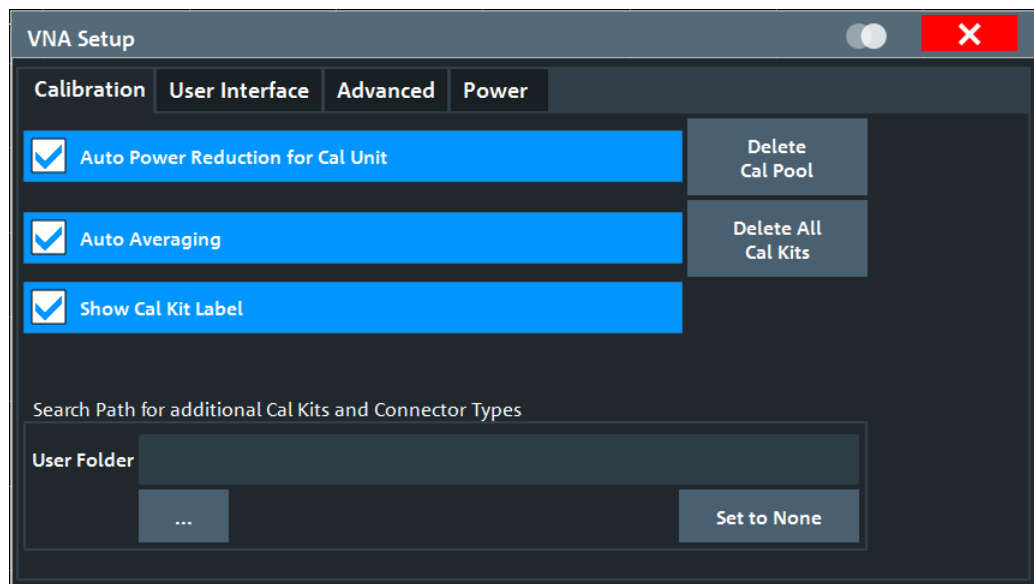 VNA Setup
Calibration User Interface Advanced Power
Auto Power Reduction for Cal Unit
Delete
Cal Pool
Auto Averaging
Delete All
Cal Kits
Show Cal Kit Label
Search Path for additional Cal Kits and Connector Types
User Folder
...
Set to None